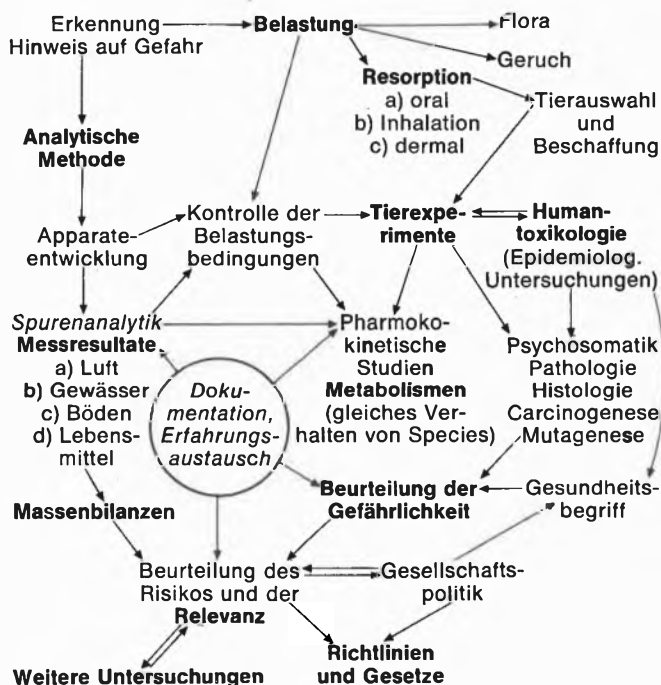 Erkennung
Hinweis auf Gefahr
Belastung
Flora
Geruch
Resorption
a) oral
b) Inhalation
c) dermal
Tierauswahl
und
Beschaffung
Analytische
Methode
Apparate-
entwicklung
Kontrolle der
Belastungs-
bedingungen
Tierexpe-
rimente
Human-
toxikologie
(Epidemiolog.
Untersuchungen)
Spurenanalytik
Messresultate
a) Luft
b) Gewässer
c) Böden
d) Lebens-
mittel
Doku-
mentation,
Erfahrungs-
austausch
Pharmoko-
kinetische
Studien
Metabolismen
(gleiches Ver-
halten von Species)
Psychosomatik
Pathologie
Histologie
Carcinogenese
Mutagenese
Massenbilanzen
Beurteilung der
Gefährlichkeit
Gesundheits-
begriff
Beurteilung des
Risikos und der
Relevanz
Gesellschafts-
politik
Weitere Untersuchungen
Richtlinien
und Gesetze